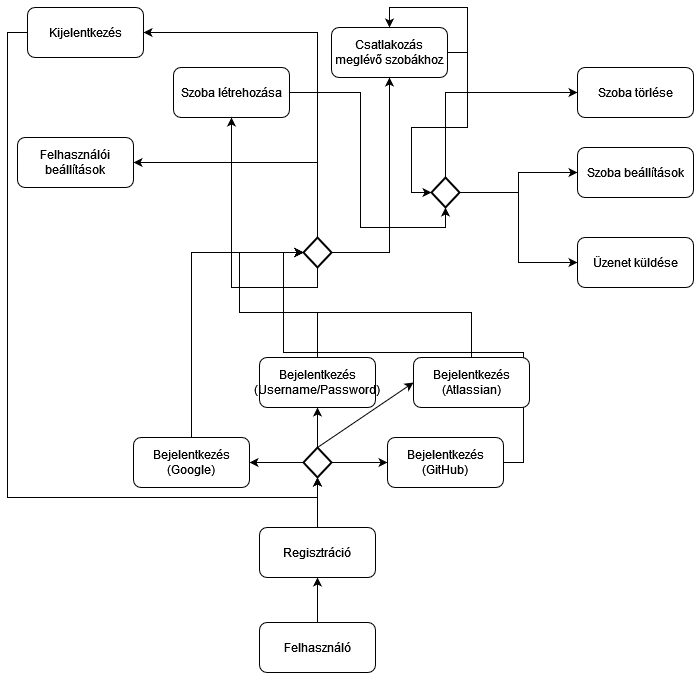 Kijelentkezés
Csatlakozás
meglévő szobákhoz
Szoba létrehozása
Szoba törlése
Felhasználói
beállítások
Szoba beállítások
Üzenet küldése
Bejelentkezés
(Username/Password)
Bejelentkezés
(Atlassian)
Bejelentkezés
(Google)
Bejelentkezés
(GitHub)
Regisztráció
Felhasználó